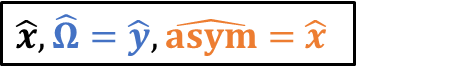 x̂, Ω̂ = ŷ, asym̂ = x̂